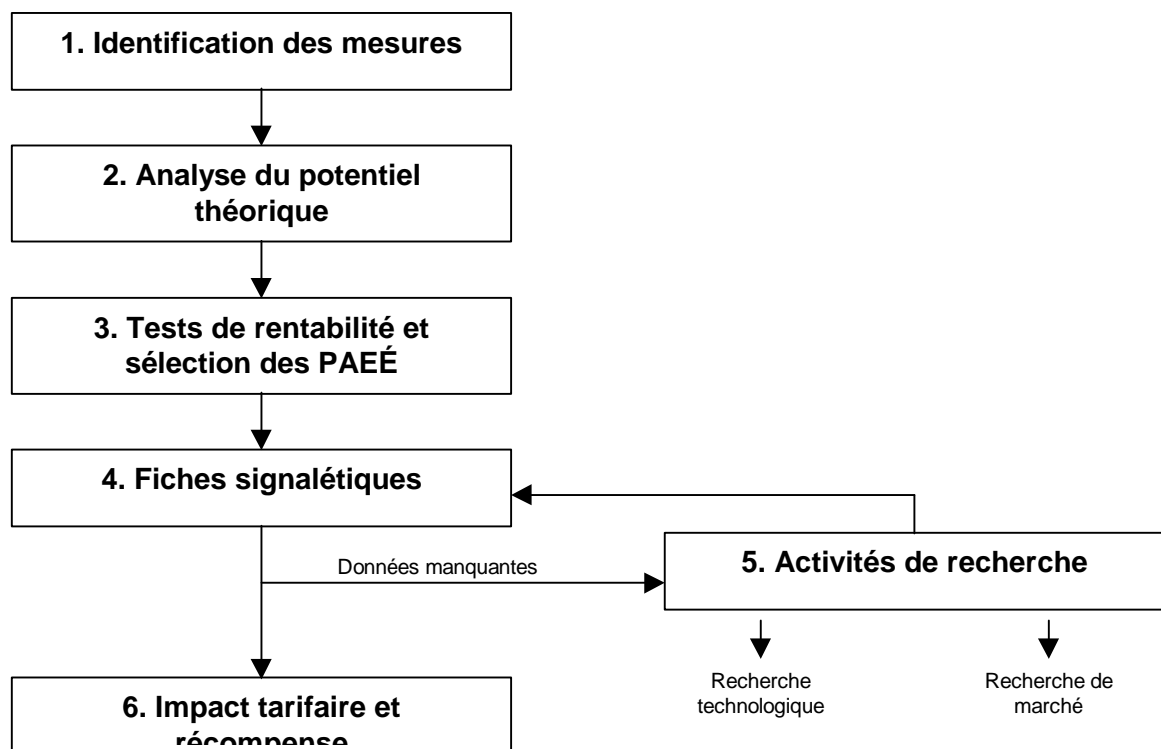 1. Identification des mesures
2. Analyse du potentiel
théorique
3. Tests de rentabilité et
sélection des PAEÉ
4. Fiches signalétiques
Données manquantes
5. Activités de recherche
Recherche
technologique
Recherche de
marché
6. Impact tarifaire et
récompense